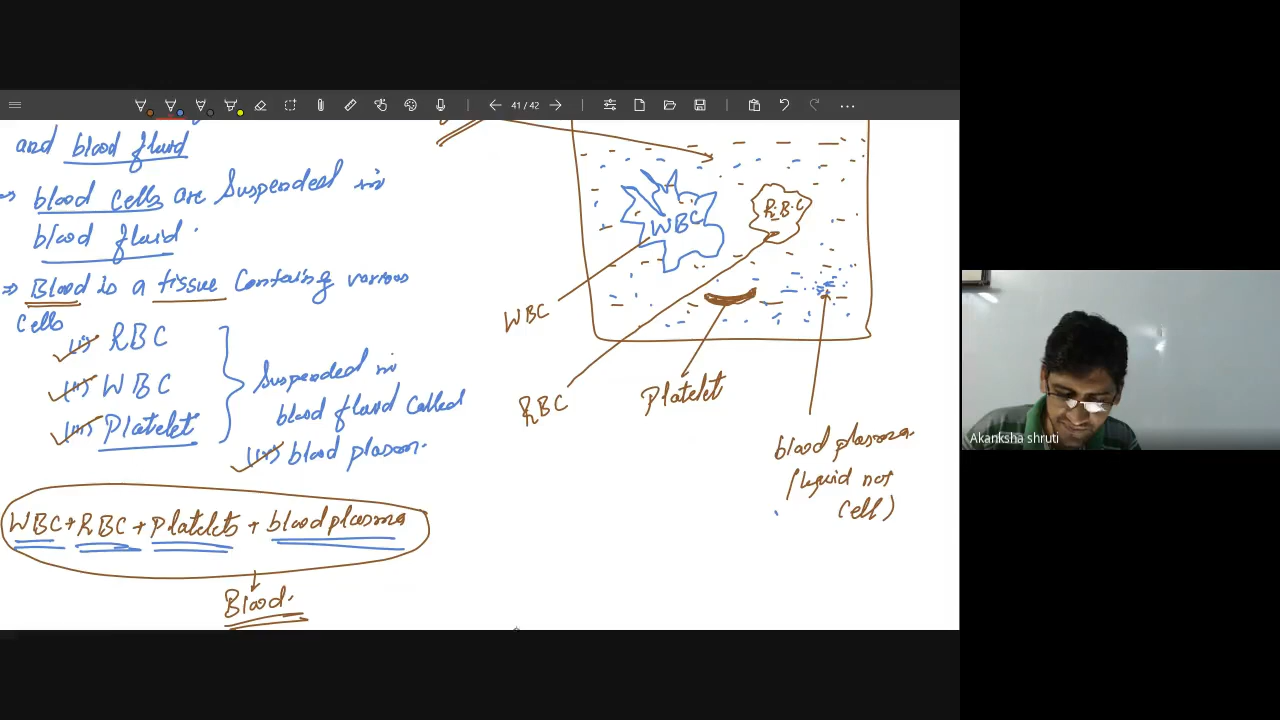 41 / 42
and blood fluid
⇒ blood cells are suspended in
blood fluid.
⇒ Blood is a tissue containing various
cells
(i) RBC
(ii) WBC
(iii) Platelet
suspended in
blood fluid called
(iv) blood plasma.
WBC + RBC + Platelets + blood plasma
Blood.
WBC
R.B.C
WBC
RBC
Platelet
blood plasma
(liquid not
cell)
Akanksha shruti